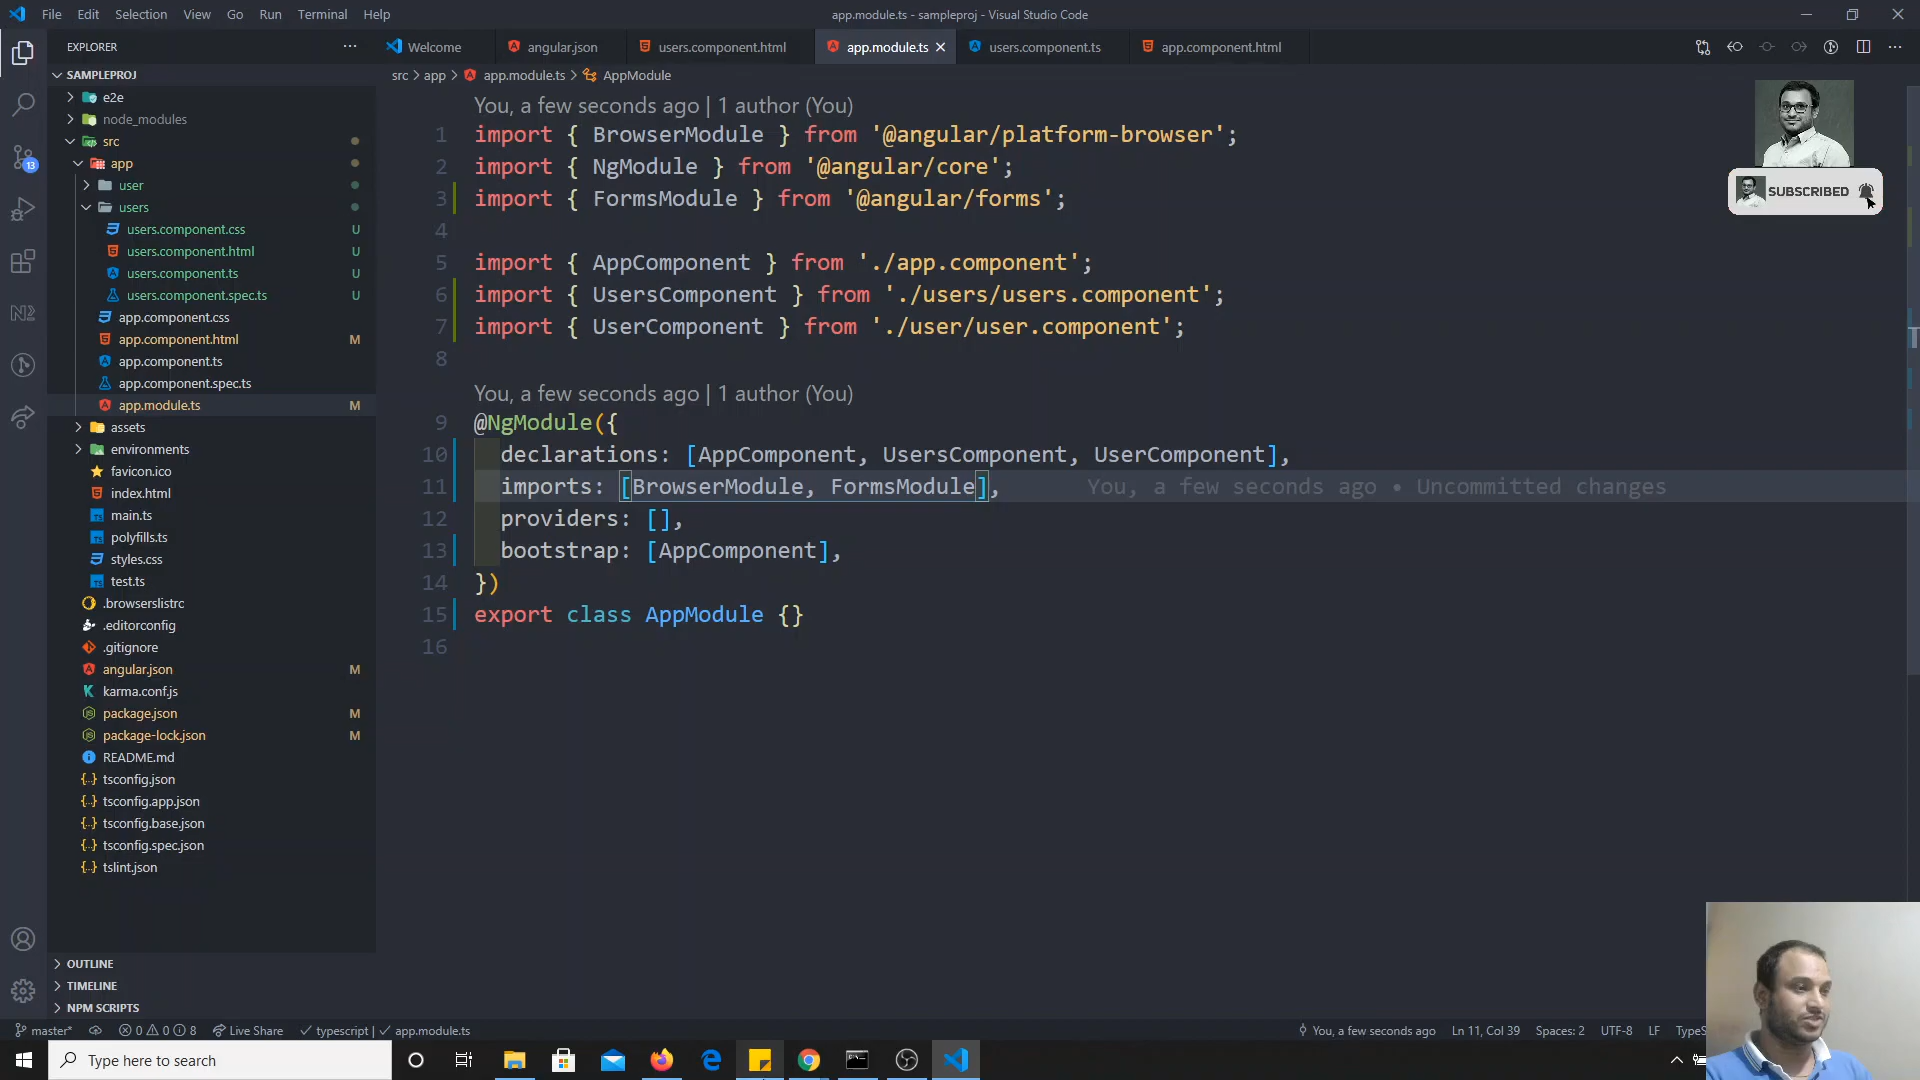 File Edit Selection View Go Run Terminal Help
app.module.ts - sampleproj - Visual Studio Code
EXPLORER
Welcome
angular.json
users.component.html
app.module.ts
users.component.ts
app.component.html
SAMPLEPROJ
e2e
node_modules
src
app
user
users
users.component.css U
users.component.html U
users.component.ts U
users.component.spec.ts U
app.component.css
app.component.html M
app.component.ts
app.component.spec.ts
app.module.ts M
assets
environments
favicon.ico
index.html
main.ts
polyfills.ts
styles.css
test.ts
.browserslistrc
.editorconfig
.gitignore
angular.json M
karma.conf.js
package.json M
package-lock.json M
README.md
tsconfig.json
tsconfig.app.json
tsconfig.base.json
tsconfig.spec.json
tslint.json
OUTLINE
TIMELINE
NPM SCRIPTS
13
src > app > app.module.ts > AppModule
You, a few seconds ago | 1 author (You)
1 import { BrowserModule } from '@angular/platform-browser';
2 import { NgModule } from '@angular/core';
3 import { FormsModule } from '@angular/forms';
4
5 import { AppComponent } from './app.component';
6 import { UsersComponent } from './users/users.component';
7 import { UserComponent } from './user/user.component';
8
You, a few seconds ago | 1 author (You)
9 @NgModule({
10 declarations: [AppComponent, UsersComponent, UserComponent],
11 imports: [BrowserModule, FormsModule], You, a few seconds ago • Uncommitted changes
12 providers: [],
13 bootstrap: [AppComponent],
14 })
15 export class AppModule {}
16
SUBSCRIBED
master* 0 0 8 Live Share typescript | app.module.ts
You, a few seconds ago Ln 11, Col 39 Spaces: 2 UTF-8 LF
Type here to search